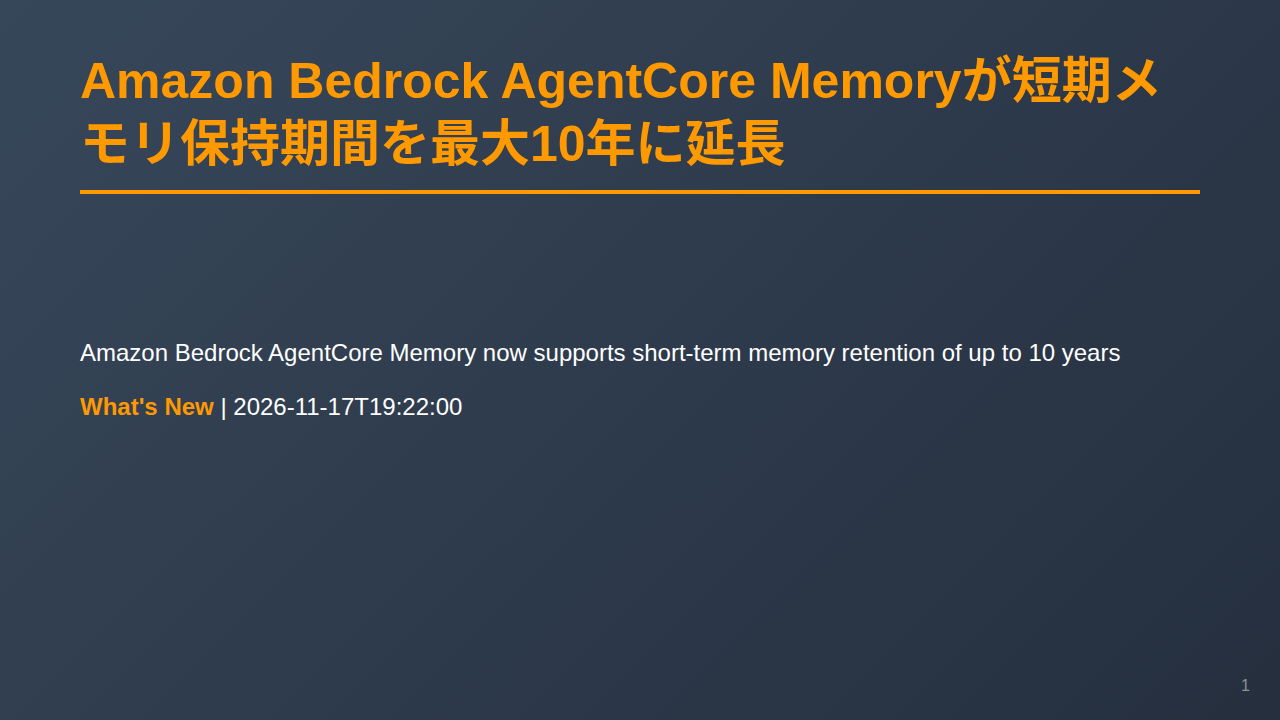 Amazon Bedrock AgentCore Memoryが短期メ
モリ保持期間を最大10年に延長
Amazon Bedrock AgentCore Memory now supports short-term memory retention of up to 10 years
What's New | 2026-11-17T19:22:00
1